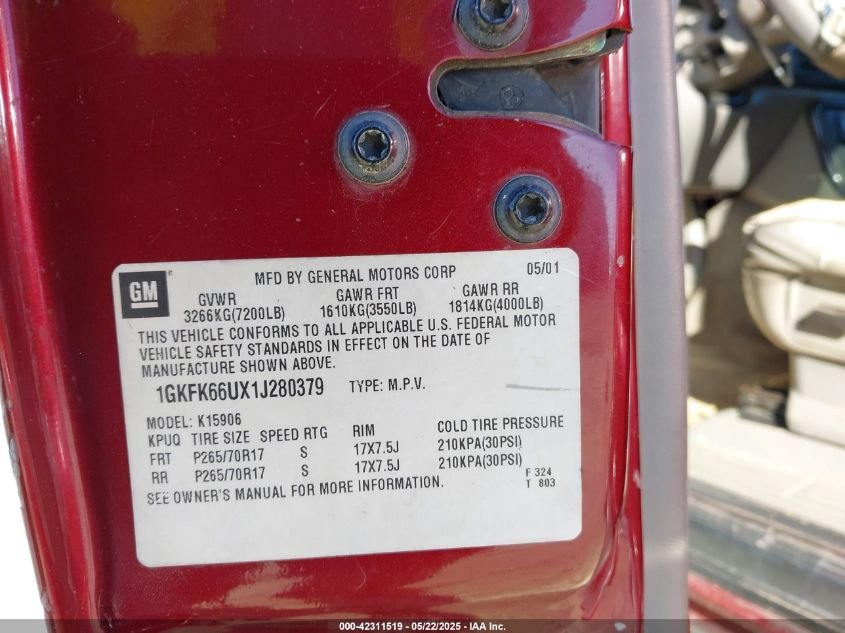 GM
MFD BY GENERAL MOTORS CORP 05/01
GVWR GAWR FRT GAWR RR
3266KG(7200LB) 1610KG(3550LB) 1814KG(4000LB)
THIS VEHICLE CONFORMS TO ALL APPLICABLE U.S. FEDERAL MOTOR
VEHICLE SAFETY STANDARDS IN EFFECT ON THE DATE OF
MANUFACTURE SHOWN ABOVE.
1GKFK66UX1J280379 TYPE: M.P.V.
MODEL: K15906
KPUQ TIRE SIZE SPEED RTG RIM COLD TIRE PRESSURE
FRT P265/70R17 S 17X7.5J 210KPA(30PSI)
RR P265/70R17 S 17X7.5J 210KPA(30PSI)
SEE OWNER'S MANUAL FOR MORE INFORMATION.
F 324
T 803
000-42311519 - 05/22/2025 - IAA Inc.